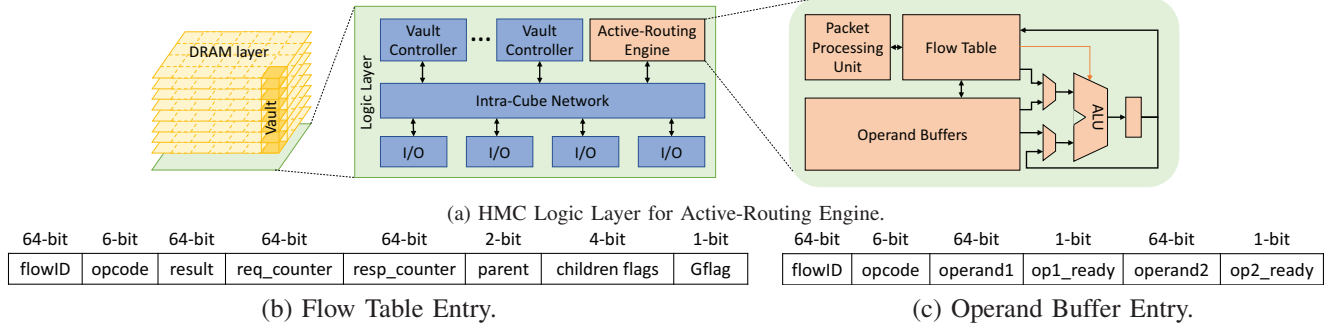 DRAM layer
Vault
Logic Layer
Vault Controller
...
Vault Controller
Active-Routing Engine
Intra-Cube Network
I/O
I/O
I/O
I/O
Packet Processing Unit
Flow Table
Operand Buffers
ALU
(a) HMC Logic Layer for Active-Routing Engine.
64-bit 6-bit 64-bit 64-bit 64-bit 2-bit 4-bit 1-bit
flowID opcode result req_counter resp_counter parent children flags Gflag
(b) Flow Table Entry.
64-bit 6-bit 64-bit 1-bit 64-bit 1-bit
flowID opcode operand1 op1_ready operand2 op2_ready
(c) Operand Buffer Entry.